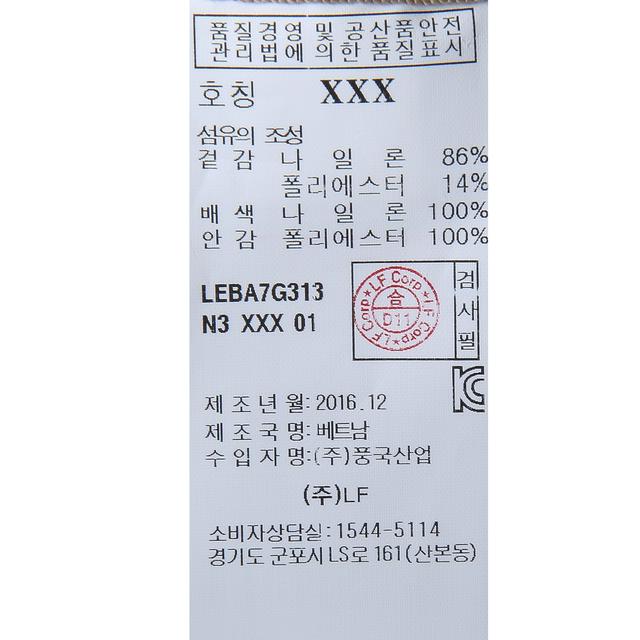 품질경영 및 공산품안전
관리법에 의한 품질표시
호칭 XXX
섬유의 조성
겉감 나일론 86%
폴리에스터 14%
배색 나일론 100%
안감 폴리에스터 100%
LEBA7G313
N3 XXX 01
LF Corp★LF Corp★LF Corp★
合
D11
검사필
제조년월: 2016.12
제조국명: 베트남
수입자명: (주)풍국산업
(주)LF
소비자상담실: 1544-5114
경기도 군포시 LS로 161 (산본동)